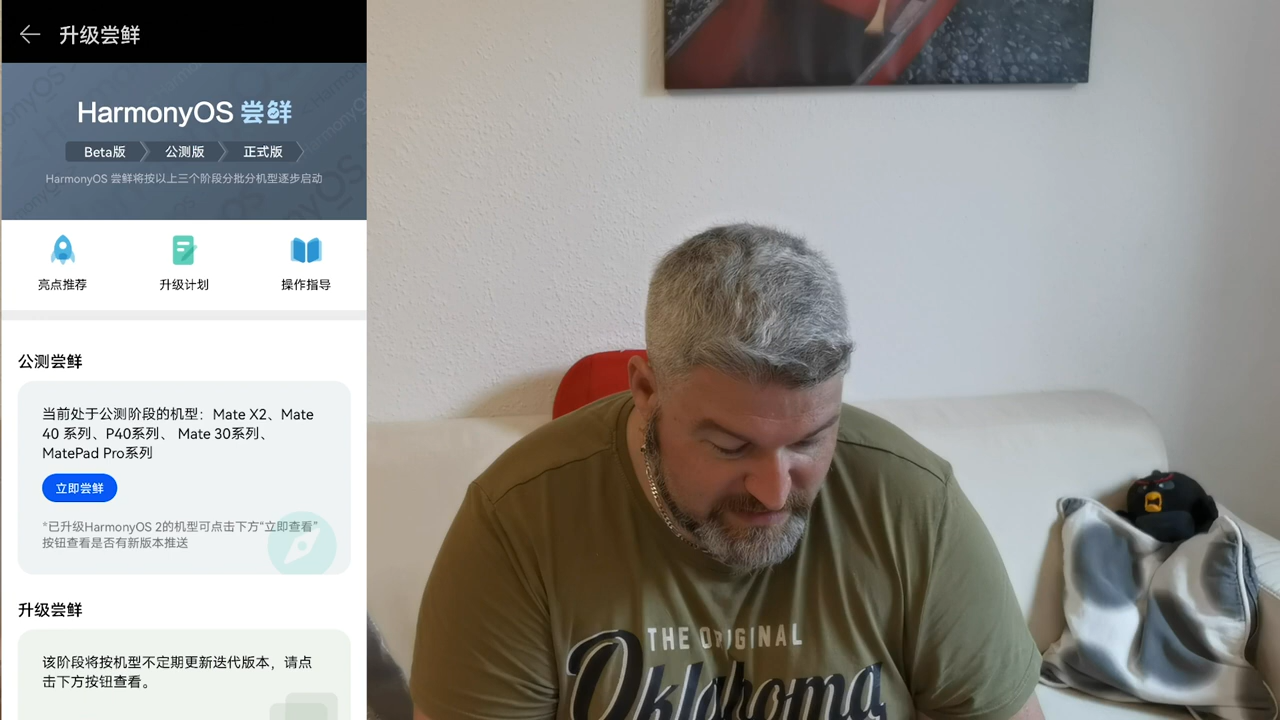 升级尝鲜
HarmonyOS 尝鲜
Beta版 公测版 正式版
HarmonyOS 尝鲜将按以上三个阶段分批分机型逐步启动
亮点推荐 升级计划 操作指导
公测尝鲜
当前处于公测阶段的机型：Mate X2、Mate
40 系列、P40系列、 Mate 30系列、
MatePad Pro系列
立即尝鲜
*已升级HarmonyOS 2的机型可点击下方“立即查看”
按钮查看是否有新版本推送
升级尝鲜
该阶段将按机型不定期更新迭代版本，请点
击下方按钮查看。
THE ORIGINAL
Oklahoma